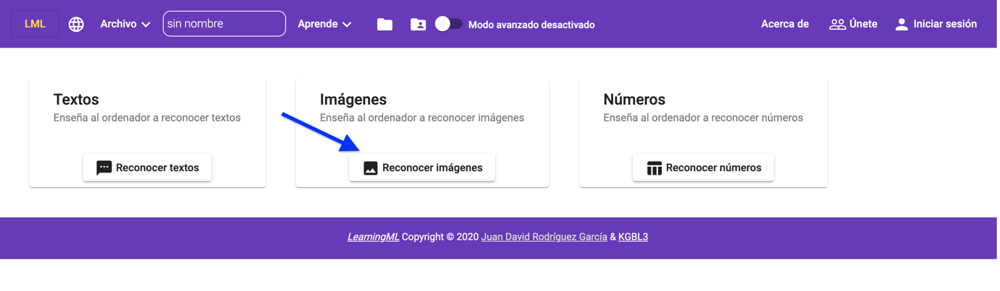 LML Archivo sin nombre Aprende Modo avanzado desactivado Acerca de Únete Iniciar sesión
Textos
Enseña al ordenador a reconocer textos
Reconocer textos
Imágenes
Enseña al ordenador a reconocer imágenes
Reconocer imágenes
Números
Enseña al ordenador a reconocer números
Reconocer números
LearningML Copyright © 2020 Juan David Rodríguez García & KGBL3